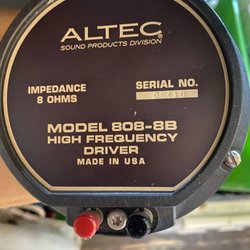 ALTEC®
SOUND PRODUCTS DIVISION
IMPEDANCE
8 OHMS
SERIAL NO.
MODEL 808-8B
HIGH FREQUENCY
DRIVER
MADE IN USA